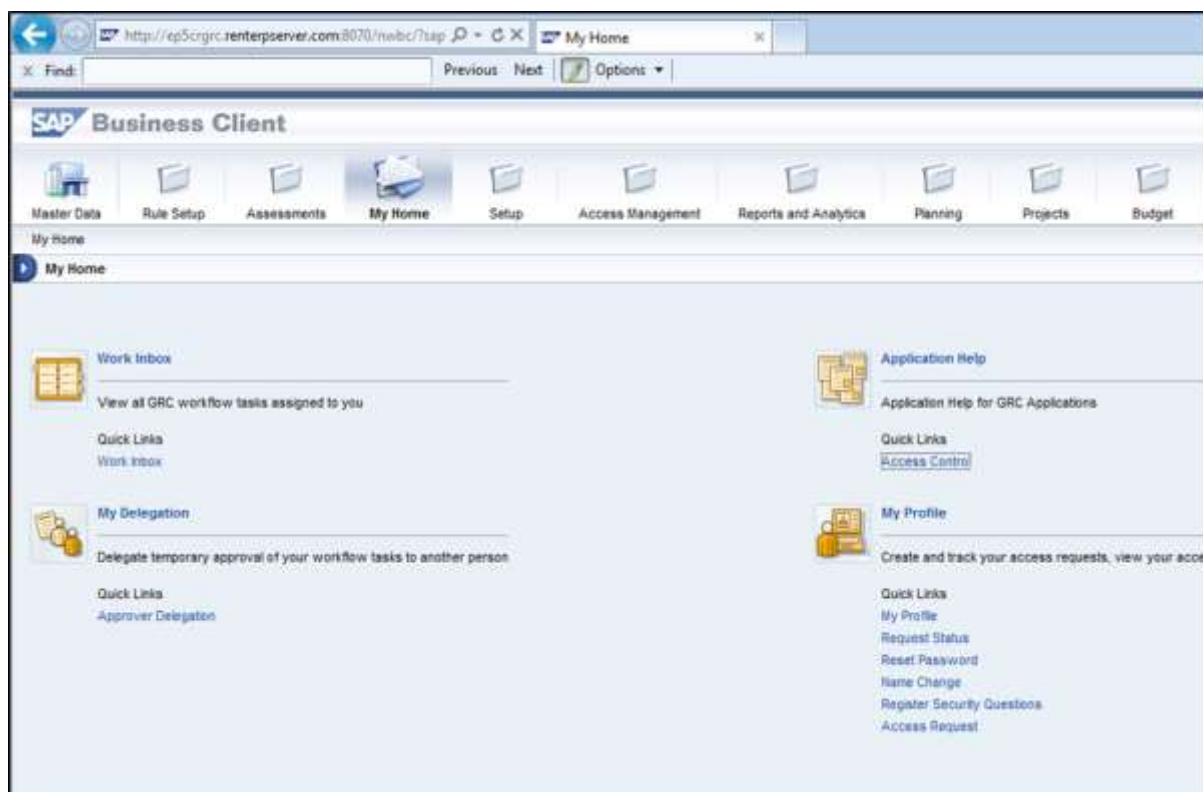 http://ep5crgrc.renterpserver.com:8070/nwbc/?sap
My Home
x Find:
Previous Next
Options
SAP Business Client
Master Data
Rule Setup
Assessments
My Home
Setup
Access Management
Reports and Analytics
Planning
Projects
Budget
My Home
My Home
Work Inbox
View all GRC workflow tasks assigned to you
Quick Links
Work Inbox
My Delegation
Delegate temporary approval of your workflow tasks to another person
Quick Links
Approver Delegation
Application Help
Application Help for GRC Applications
Quick Links
Access Control
My Profile
Create and track your access requests, view your acce
Quick Links
My Profile
Request Status
Reset Password
Name Change
Register Security Questions
Access Request